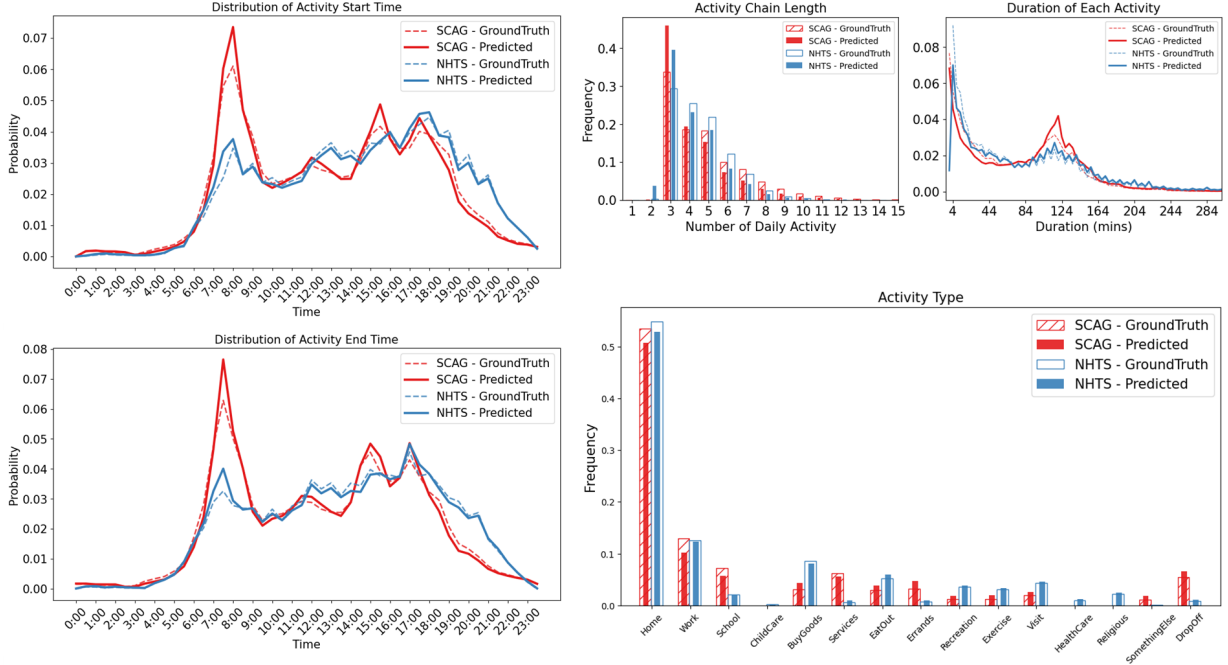 Distribution of Activity Start Time
Probability
0.07
0.06
0.05
0.04
0.03
0.02
0.01
0.00
SCAG - GroundTruth
SCAG - Predicted
NHTS - GroundTruth
NHTS - Predicted
0:00 1:00 2:00 3:00 4:00 5:00 6:00 7:00 8:00 9:00 10:00 11:00 12:00 13:00 14:00 15:00 16:00 17:00 18:00 19:00 20:00 21:00 22:00 23:00
Time
Distribution of Activity End Time
Probability
0.08
0.07
0.06
0.05
0.04
0.03
0.02
0.01
0.00
SCAG - GroundTruth
SCAG - Predicted
NHTS - GroundTruth
NHTS - Predicted
0:00 1:00 2:00 3:00 4:00 5:00 6:00 7:00 8:00 9:00 10:00 11:00 12:00 13:00 14:00 15:00 16:00 17:00 18:00 19:00 20:00 21:00 22:00 23:00
Time
Activity Chain Length
Frequency
0.4
0.3
0.2
0.1
0.0
SCAG - GroundTruth
SCAG - Predicted
NHTS - GroundTruth
NHTS - Predicted
1 2 3 4 5 6 7 8 9 10 11 12 13 14 15
Number of Daily Activity
Duration of Each Activity
0.08
0.06
0.04
0.02
0.00
SCAG - GroundTruth
SCAG - Predicted
NHTS - GroundTruth
NHTS - Predicted
4 44 84 124 164 204 244 284
Duration (mins)
Activity Type
Frequency
0.5
0.4
0.3
0.2
0.1
0.0
SCAG - GroundTruth
SCAG - Predicted
NHTS - GroundTruth
NHTS - Predicted
Home Work School ChildCare BuyGoods Services EatOut Errands Recreation Exercise Visit HealthCare Religious SomethingElse DropOff